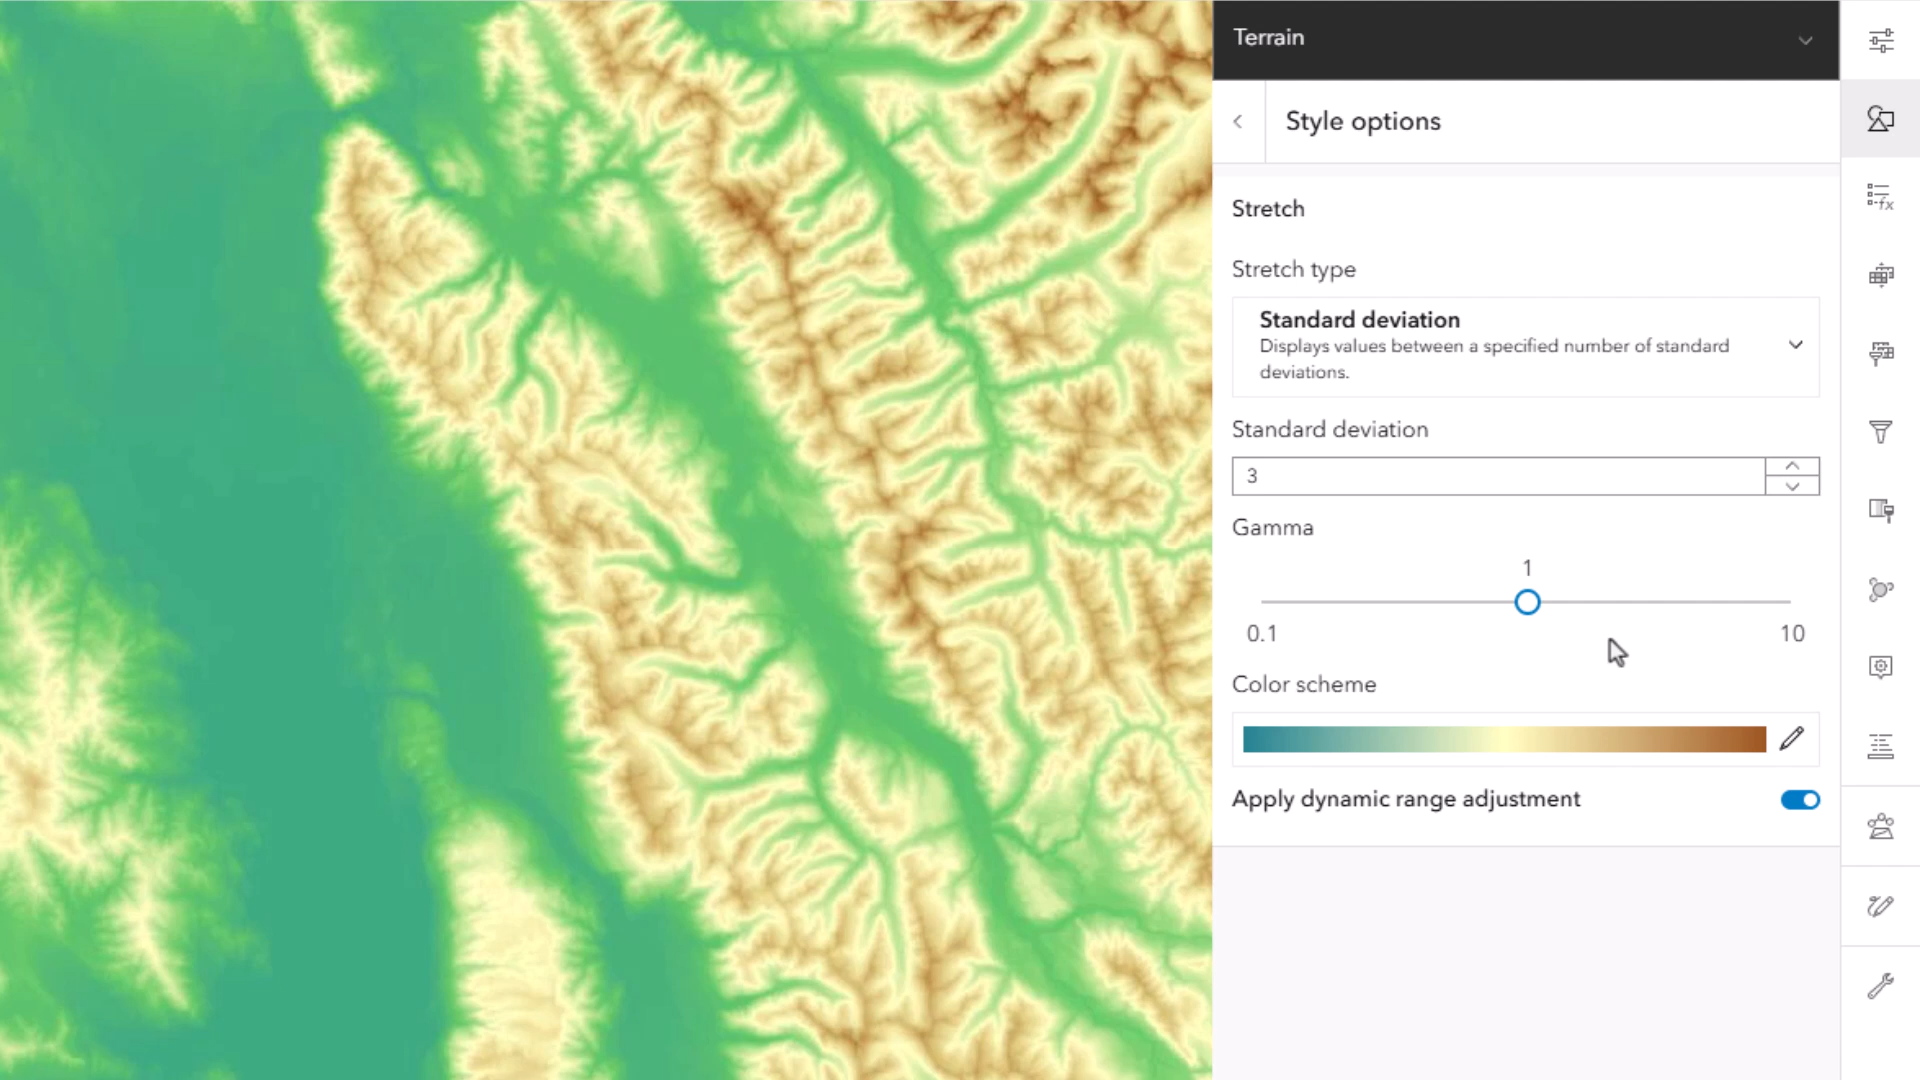 Terrain
Style options
Stretch
Stretch type
Standard deviation
Displays values between a specified number of standard
deviations.
Standard deviation
3
Gamma
1
0.1 10
Color scheme
Apply dynamic range adjustment